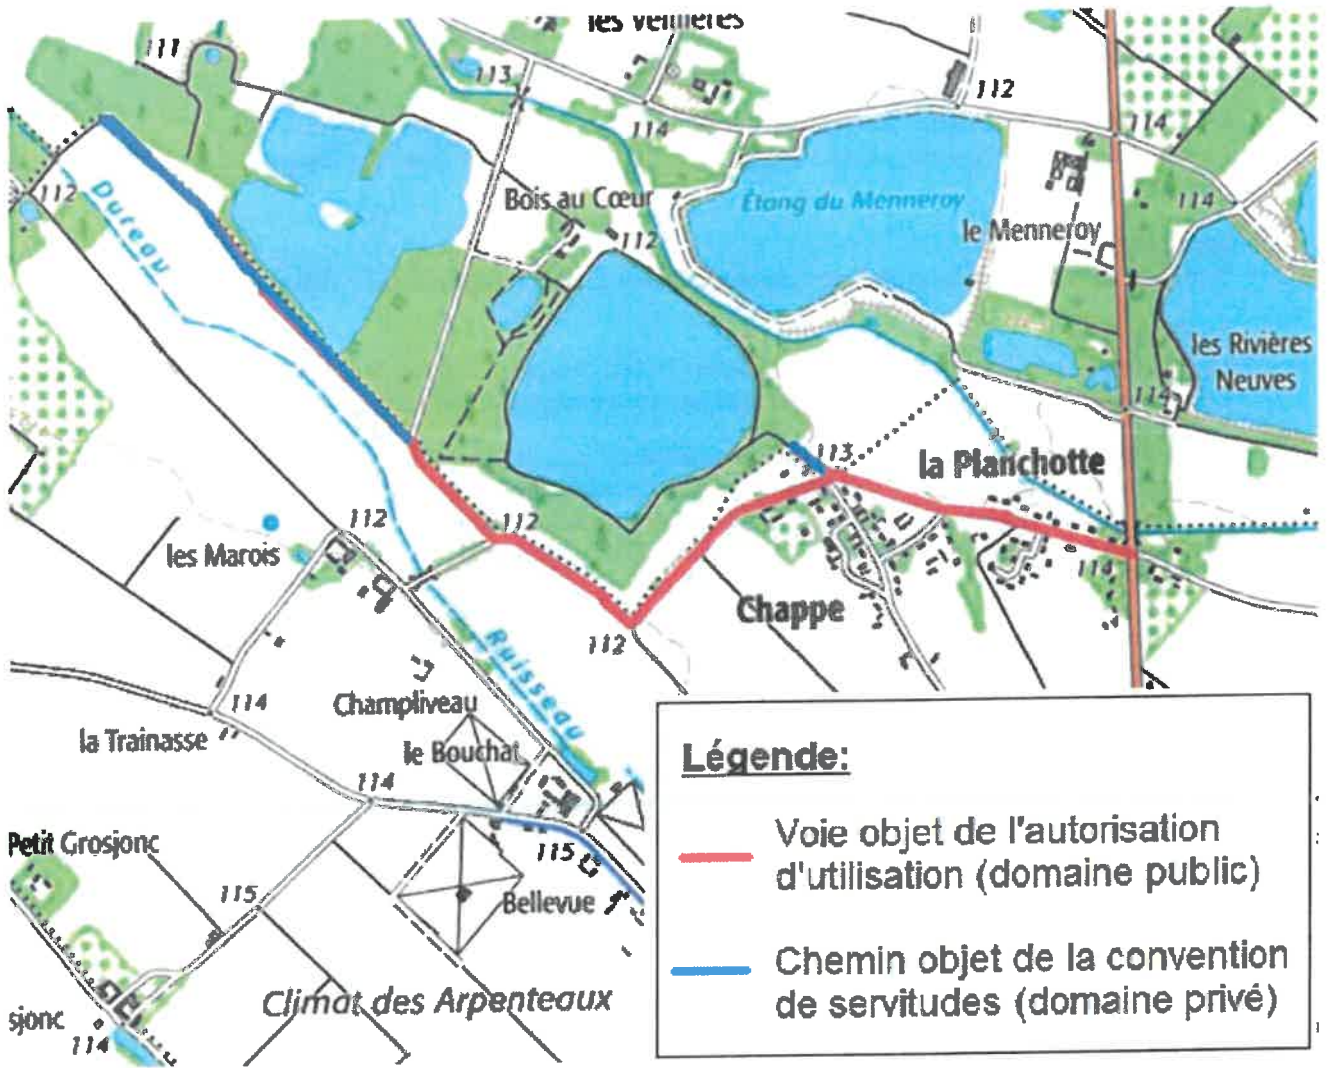 les Vernières
111
113
112
114
114
112
Dureau
Bois au Cœur
Étang du Menneroy
114
le Menneroy
112
les Rivières
Neuves
114
113
la Planchotte
112
112
les Marois
114
Chappe
112
Ruisseau
114
Champliveau
la Trainasse
le Bouchat
114
Petit Grosjonc
115
115
Bellevue
Climat des Arpenteaux
sjonc
114
Légende:
Voie objet de l'autorisation
d'utilisation (domaine public)
Chemin objet de la convention
de servitudes (domaine privé)